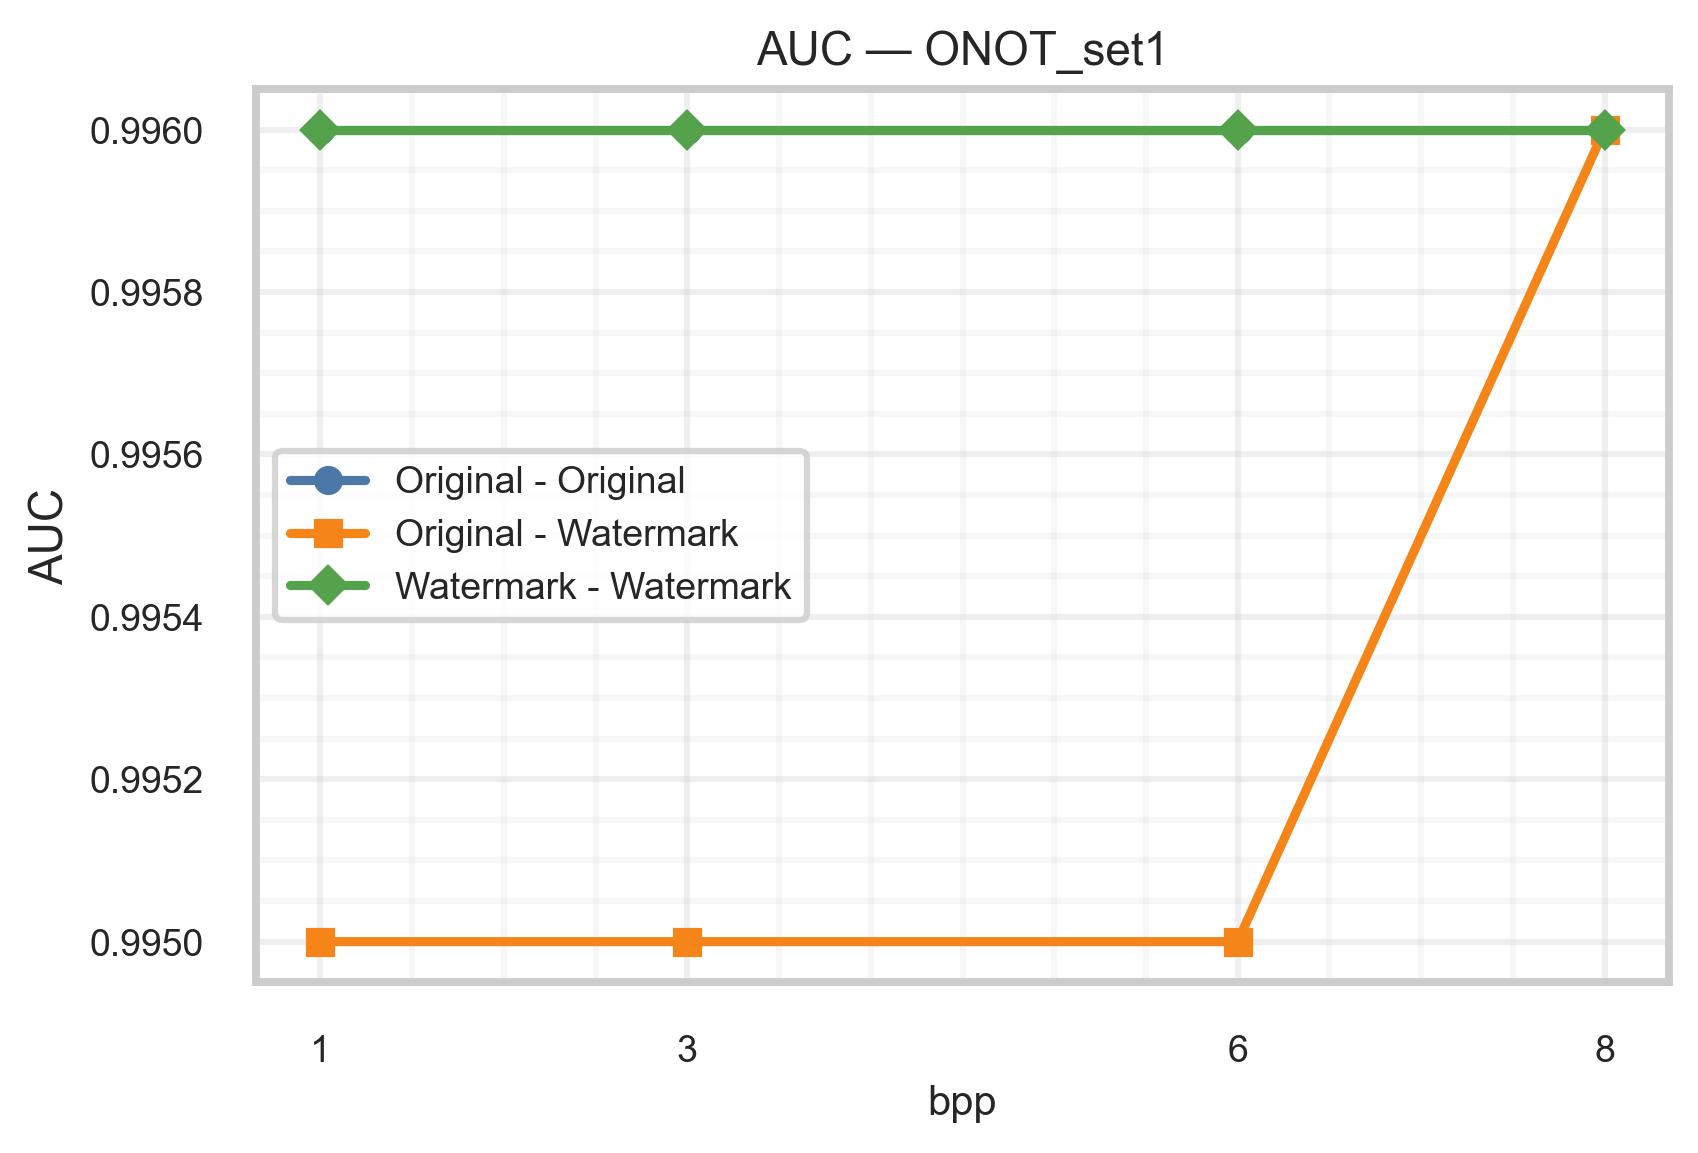 AUC — ONOT_set1
0.9960
0.9958
0.9956
0.9954
0.9952
0.9950
AUC
Original - Original
Original - Watermark
Watermark - Watermark
1 3 6 8
bpp